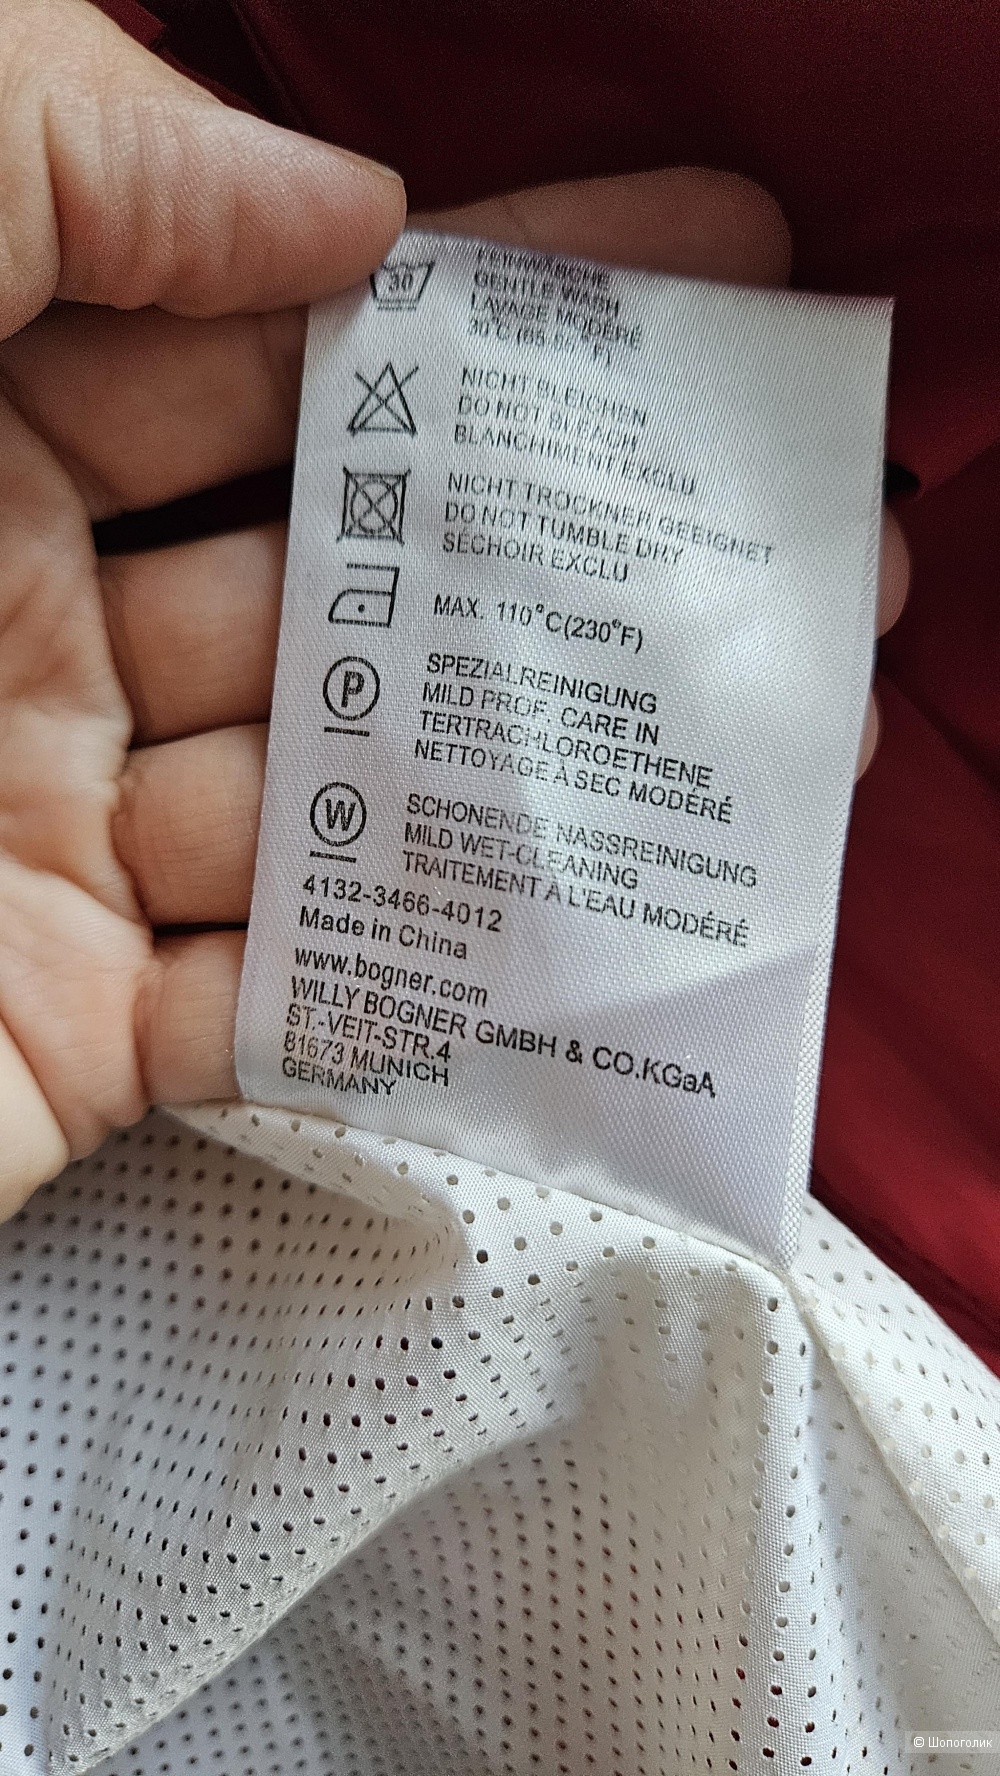 30
FEINWÄSCHE
GENTLE WASH
LAVAGE MODÉRÉ
30°C
NICHT BLEICHEN
DO NOT BLEACH
BLANCHIMENT EXCLU
NICHT TROCKNER GEEIGNET
DO NOT TUMBLE DRY
SÉCHOIR EXCLU
MAX. 110°C(230°F)
P
SPEZIALREINIGUNG
MILD PROF. CARE IN
TERTRACHLOROETHENE
NETTOYAGE À SEC MODÉRÉ
W
SCHONENDE NASSREINIGUNG
MILD WET-CLEANING
TRAITEMENT À L'EAU MODÉRÉ
4132-3466-4012
Made in China
www.bogner.com
WILLY BOGNER GMBH & CO.KGaA
ST.-VEIT-STR.4
81673 MUNICH
GERMANY
© Шопоголик